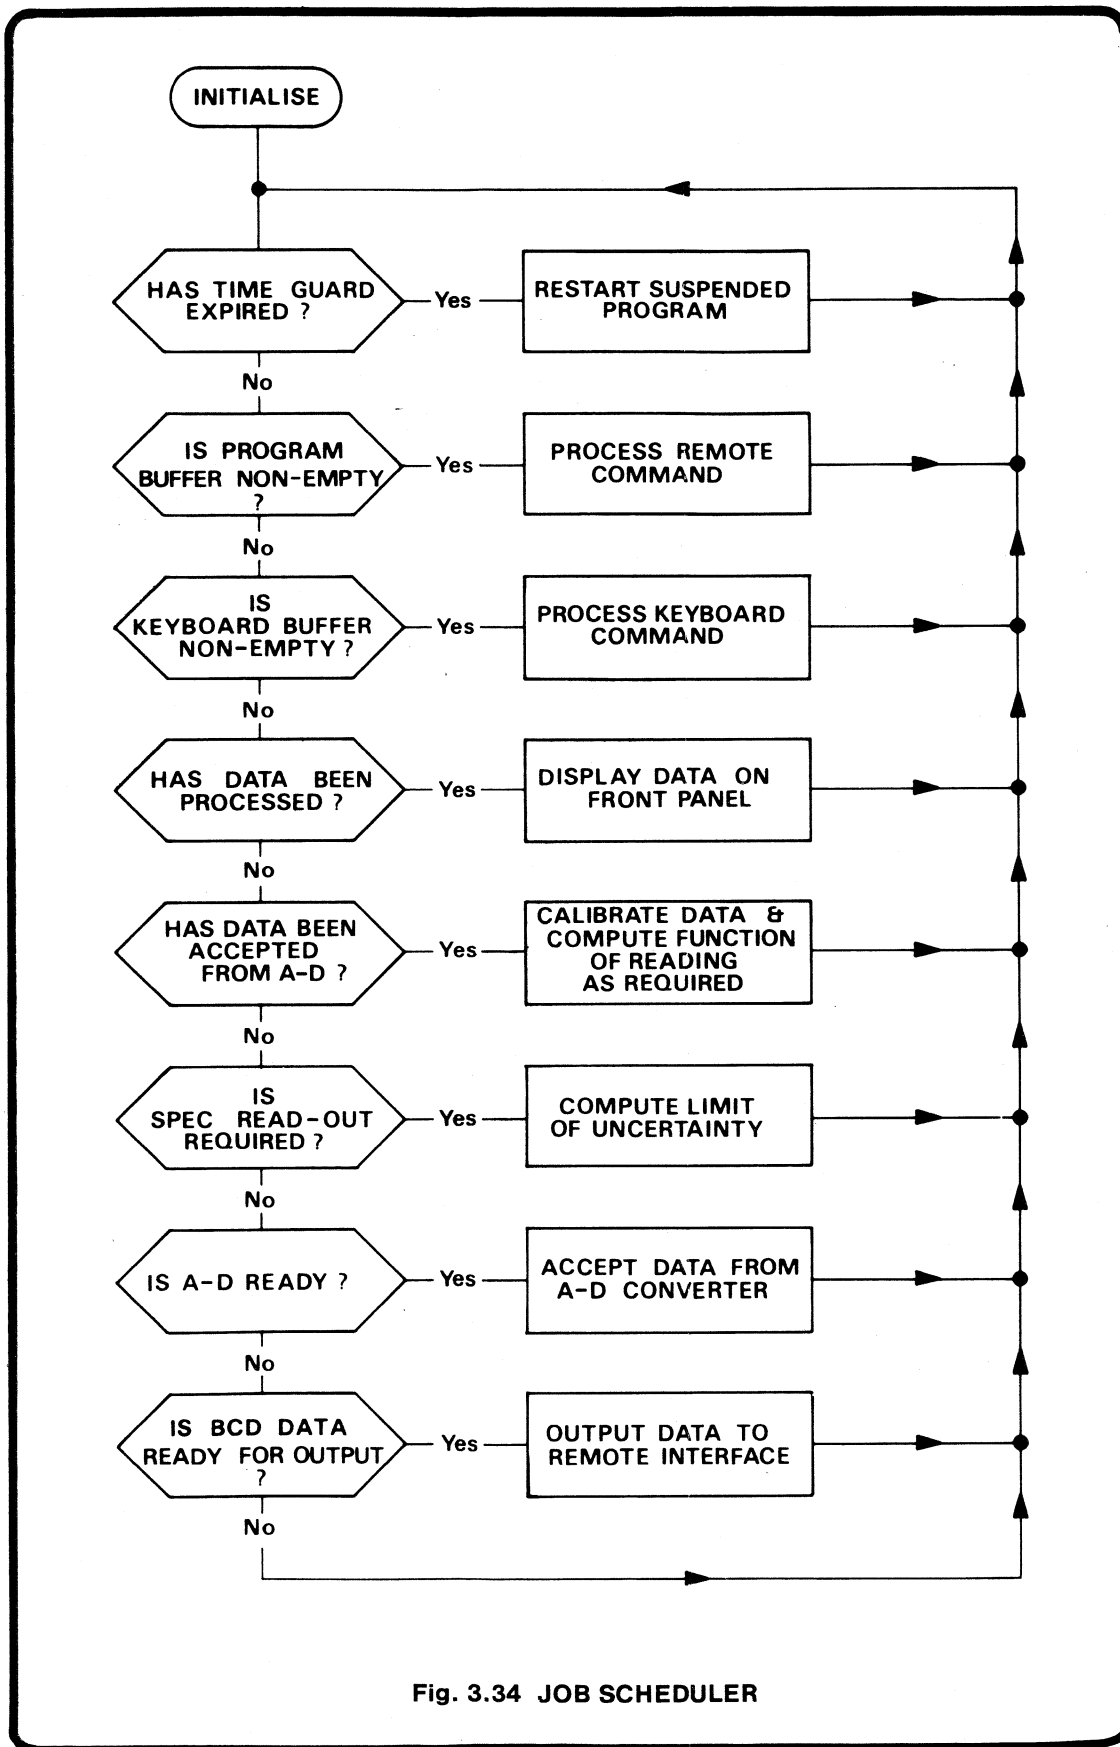 INITIALISE
HAS TIME GUARD
EXPIRED ?
Yes
RESTART SUSPENDED
PROGRAM
No
IS PROGRAM
BUFFER NON-EMPTY
?
Yes
PROCESS REMOTE
COMMAND
No
IS
KEYBOARD BUFFER
NON-EMPTY ?
Yes
PROCESS KEYBOARD
COMMAND
No
HAS DATA BEEN
PROCESSED ?
Yes
DISPLAY DATA ON
FRONT PANEL
No
HAS DATA BEEN
ACCEPTED
FROM A-D ?
Yes
CALIBRATE DATA &
COMPUTE FUNCTION
OF READING
AS REQUIRED
No
IS
SPEC READ-OUT
REQUIRED ?
Yes
COMPUTE LIMIT
OF UNCERTAINTY
No
IS A-D READY ?
Yes
ACCEPT DATA FROM
A-D CONVERTER
No
IS BCD DATA
READY FOR OUTPUT
?
Yes
OUTPUT DATA TO
REMOTE INTERFACE
No
Fig. 3.34 JOB SCHEDULER